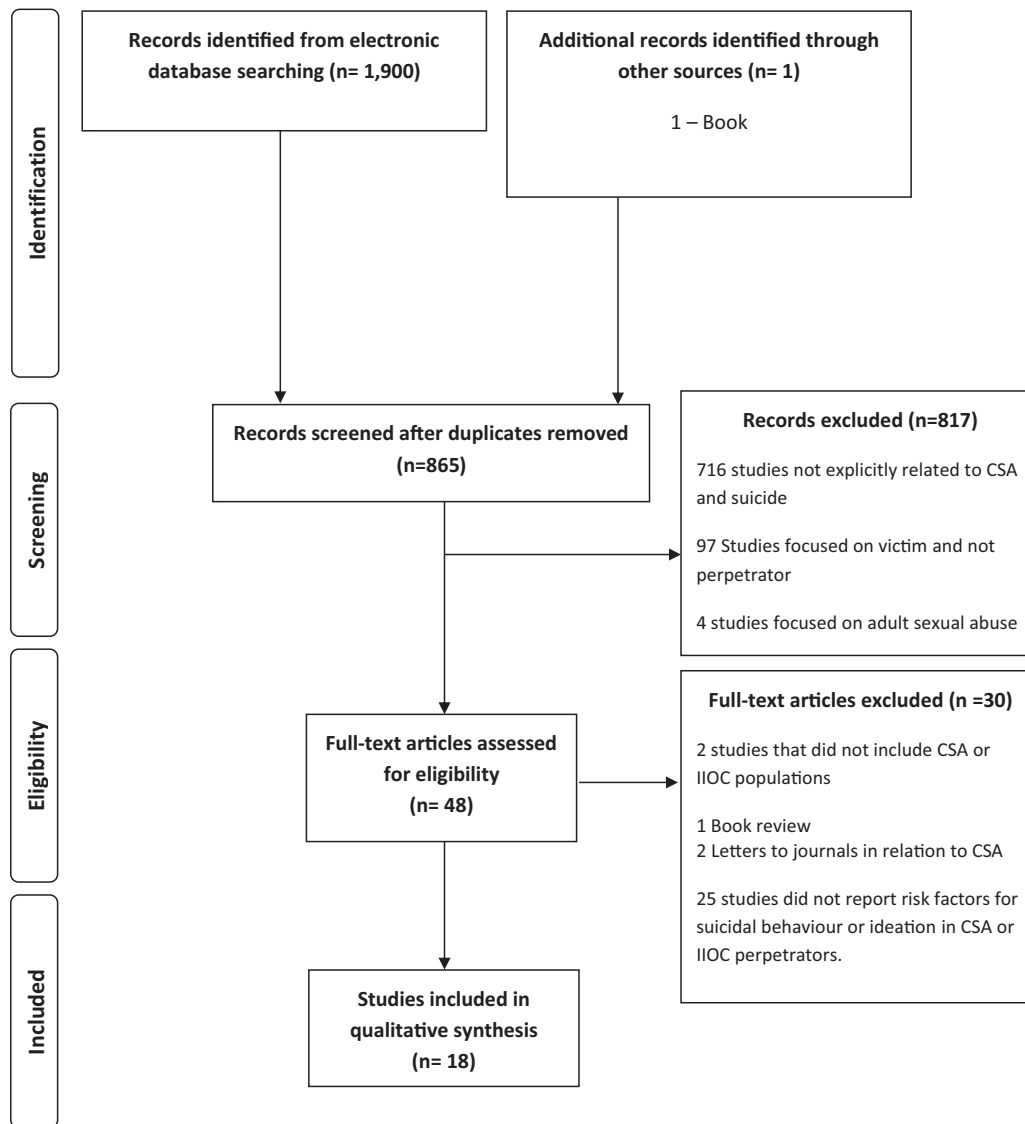 Identification
Records identified from electronic
database searching (n= 1,900)
Additional records identified through
other sources (n= 1)
1 – Book
Screening
Records screened after duplicates removed
(n=865)
Records excluded (n=817)
716 studies not explicitly related to CSA
and suicide
97 Studies focused on victim and not
perpetrator
4 studies focused on adult sexual abuse
Eligibility
Full-text articles assessed
for eligibility
(n= 48)
Full-text articles excluded (n =30)
2 studies that did not include CSA or
IIOC populations
1 Book review
2 Letters to journals in relation to CSA
25 studies did not report risk factors for
suicidal behaviour or ideation in CSA or
IIOC perpetrators.
Included
Studies included in
qualitative synthesis
(n= 18)